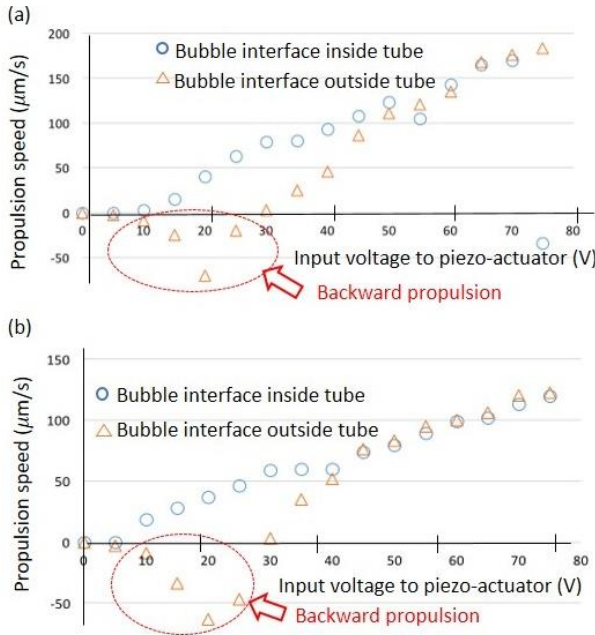 (a)
200
Bubble interface inside tube
150
Bubble interface outside tube
100
50
0
0 10 20 30 40 50 60 70 80
-50
Input voltage to piezo-actuator (V)
Backward propulsion
Propulsion speed (μm/s)
(b)
150
Bubble interface inside tube
100
Bubble interface outside tube
50
0
0 10 20 30 40 50 60 70 80
-50
Input voltage to piezo-actuator (V)
Backward propulsion
Propulsion speed (μm/s)